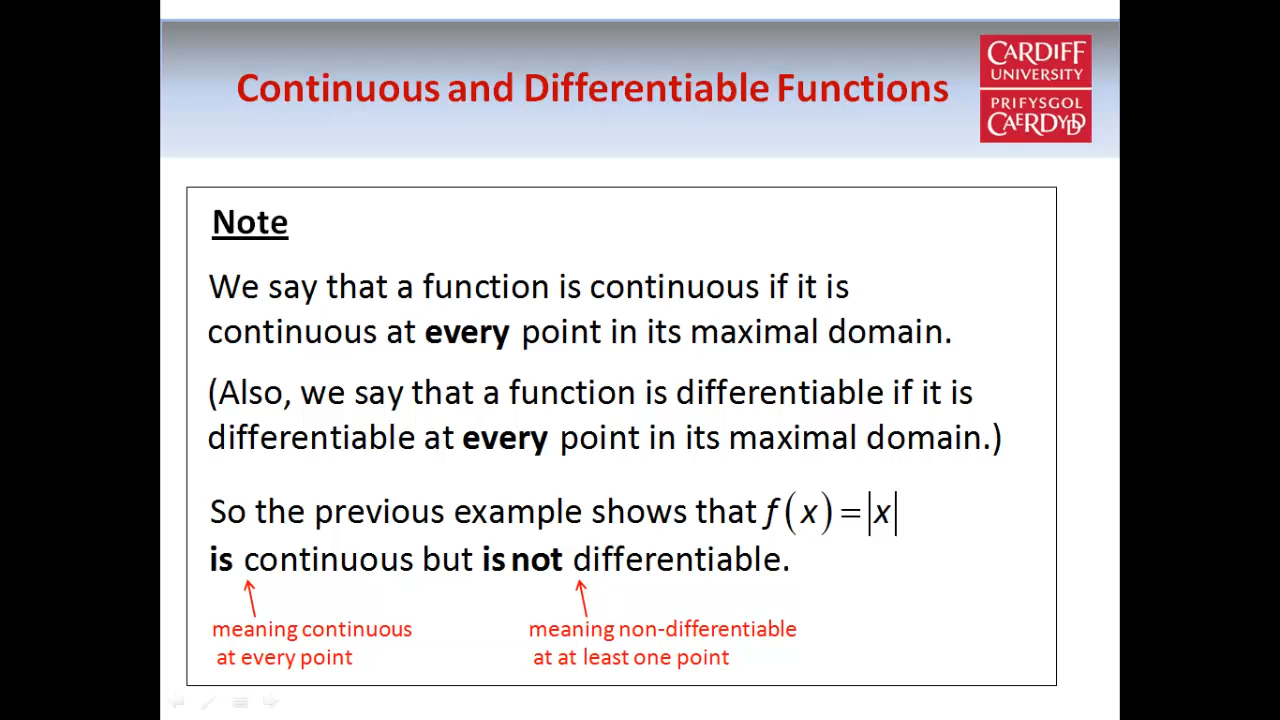 Continuous and Differentiable Functions
CARDIFF
UNIVERSITY
PRIFYSGOL
CAERDYDD
Note
We say that a function is continuous if it is
continuous at every point in its maximal domain.
(Also, we say that a function is differentiable if it is
differentiable at every point in its maximal domain.)
So the previous example shows that f(x)=|x|
is continuous but is not differentiable.
meaning continuous
at every point
meaning non-differentiable
at at least one point